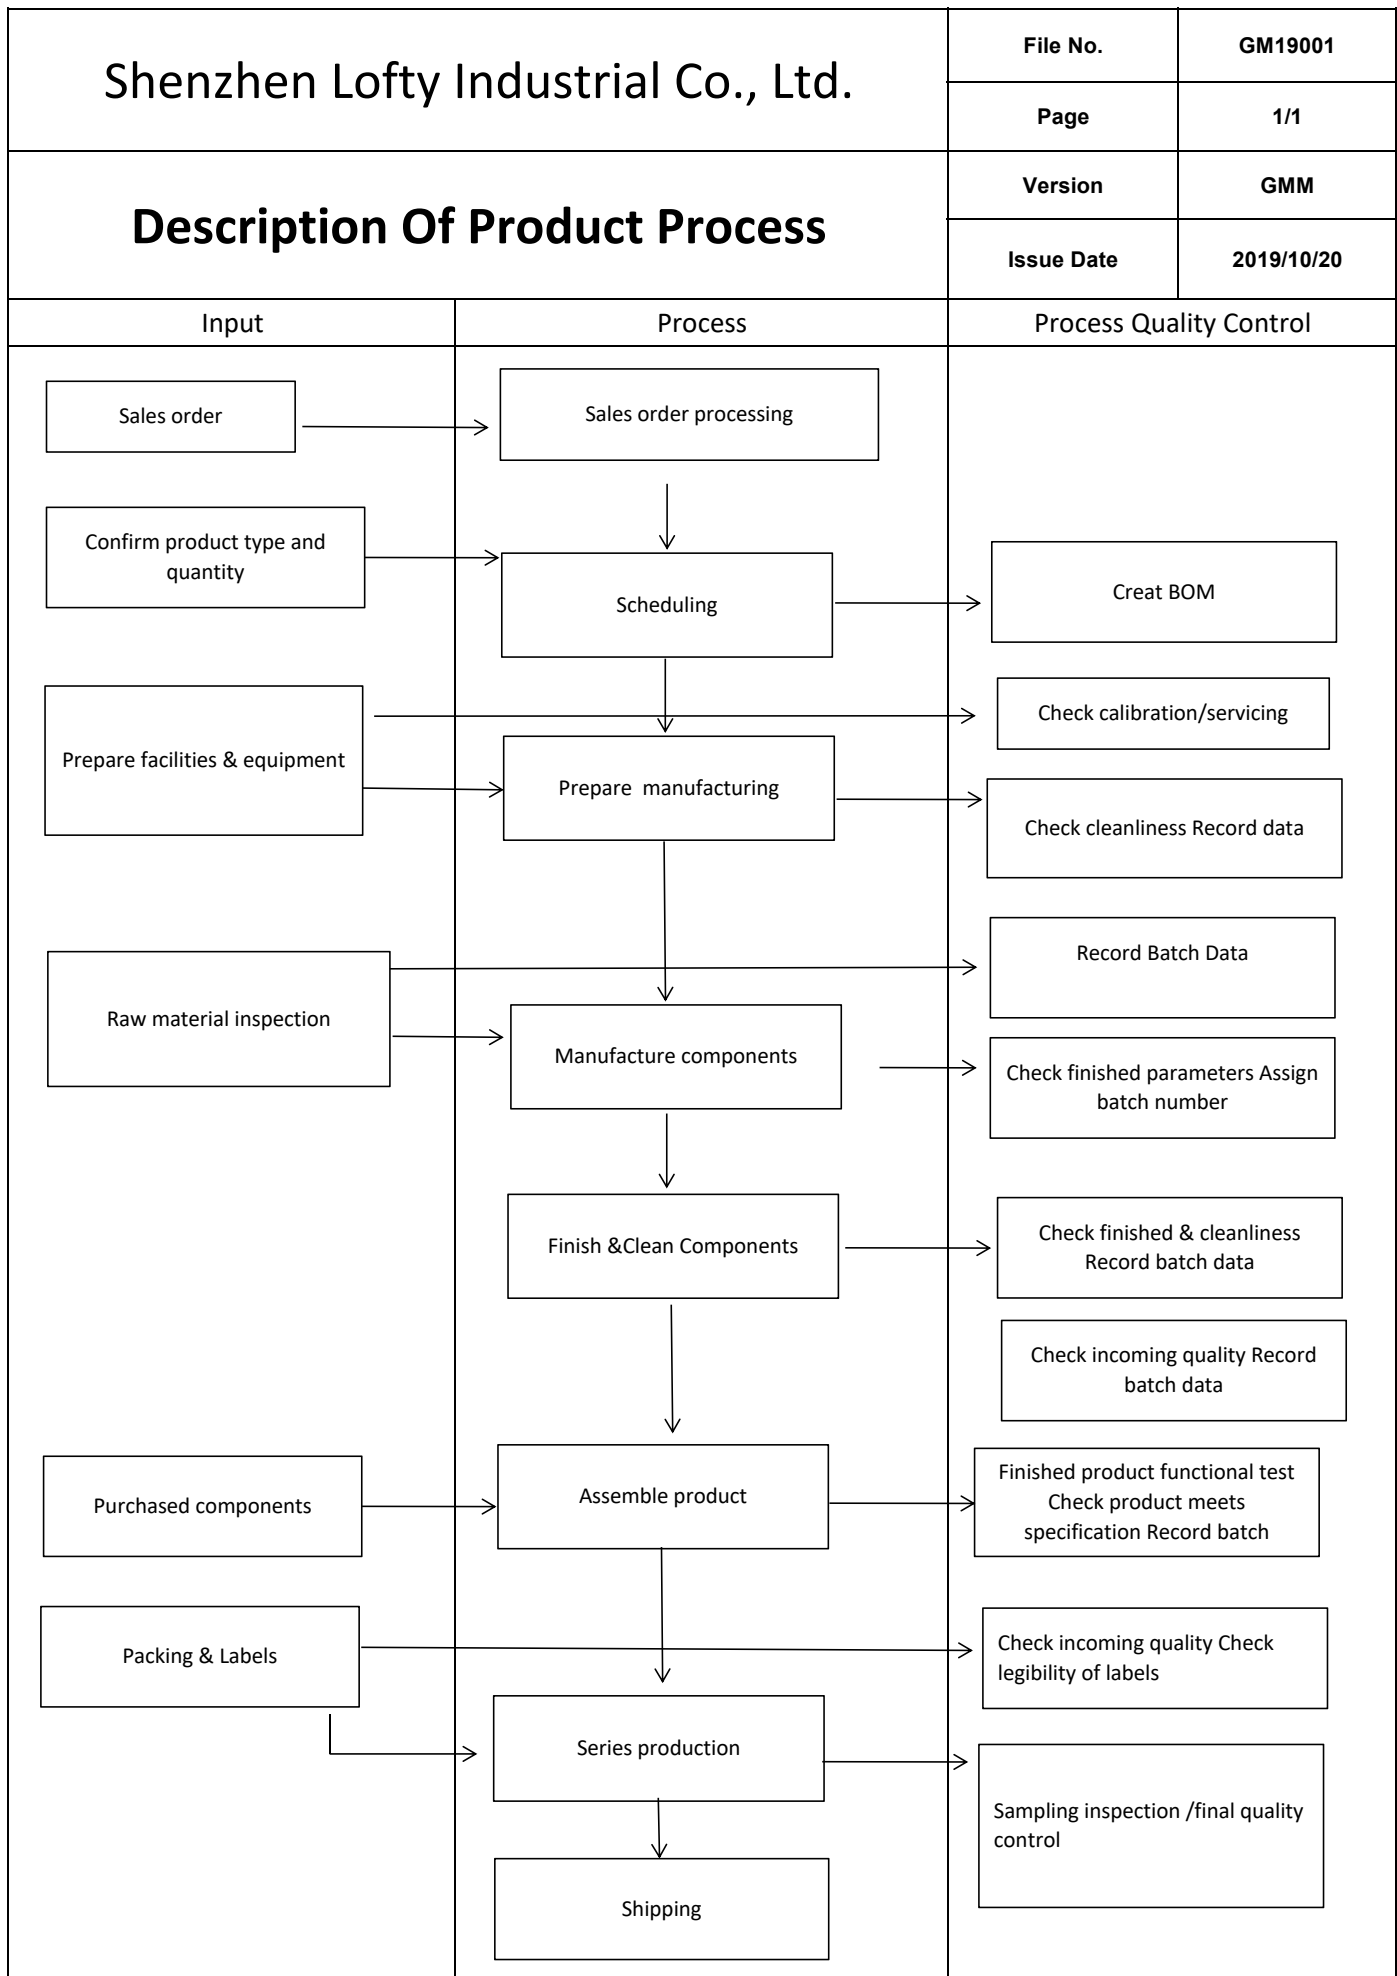 Shenzhen Lofty Industrial Co., Ltd.
File No.
GM19001
Page
1/1
Description Of Product Process
Version
GMM
Issue Date
2019/10/20
Input
Process
Process Quality Control
Sales order
Sales order processing
Confirm product type and
quantity
Scheduling
Creat BOM
Prepare facilities & equipment
Check calibration/servicing
Prepare  manufacturing
Check cleanliness Record data
Raw material inspection
Record Batch Data
Manufacture components
Check finished parameters Assign
batch number
Finish &Clean Components
Check finished & cleanliness
Record batch data
Check incoming quality Record
batch data
Purchased components
Assemble product
Finished product functional test
Check product meets
specification Record batch
Packing & Labels
Check incoming quality Check
legibility of labels
Series production
Sampling inspection /final quality
control
Shipping